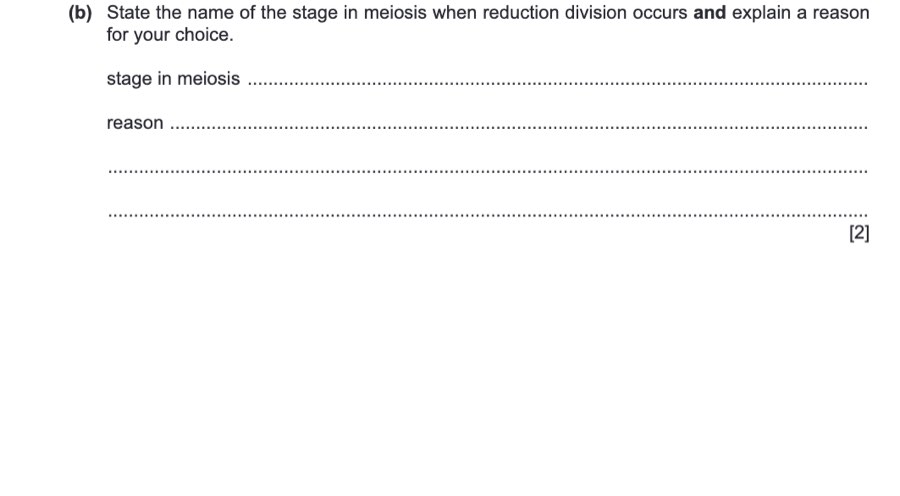 (b) State the name of the stage in meiosis when reduction division occurs and explain a reason
for your choice.
stage in meiosis ........................................................................................................................
reason .......................................................................................................................................
...................................................................................................................................................
...................................................................................................................................................
[2]